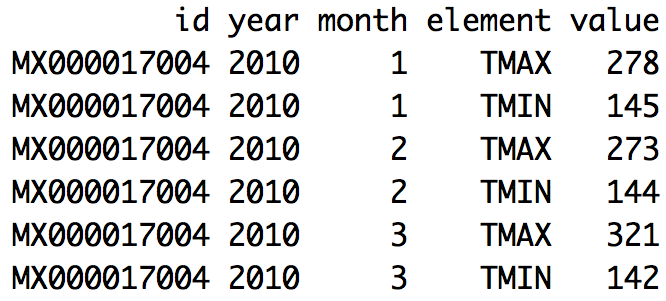 id year month element value
MX000017004 2010 1 TMAX 278
MX000017004 2010 1 TMIN 145
MX000017004 2010 2 TMAX 273
MX000017004 2010 2 TMIN 144
MX000017004 2010 3 TMAX 321
MX000017004 2010 3 TMIN 142